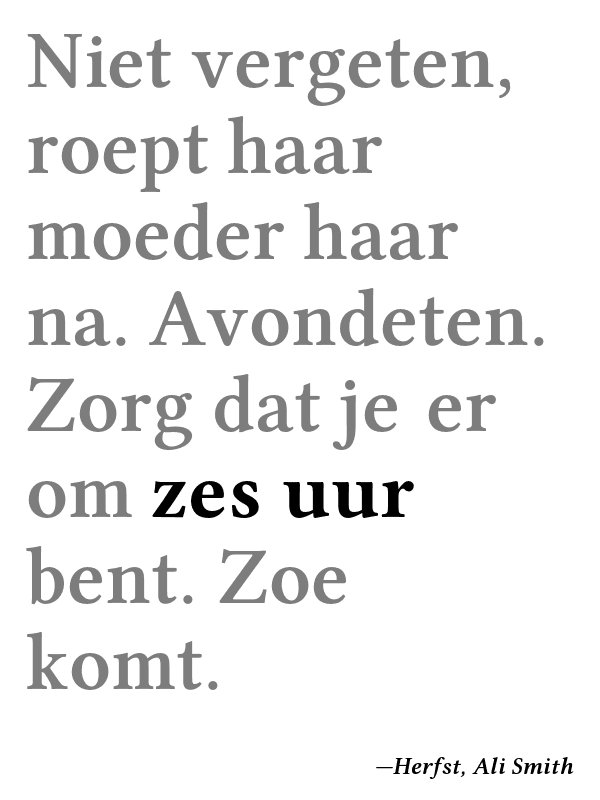 Niet vergeten,
roept haar
moeder haar
na. Avondeten.
Zorg dat je er
om zes uur
bent. Zoe
komt.
—Herfst, Ali Smith